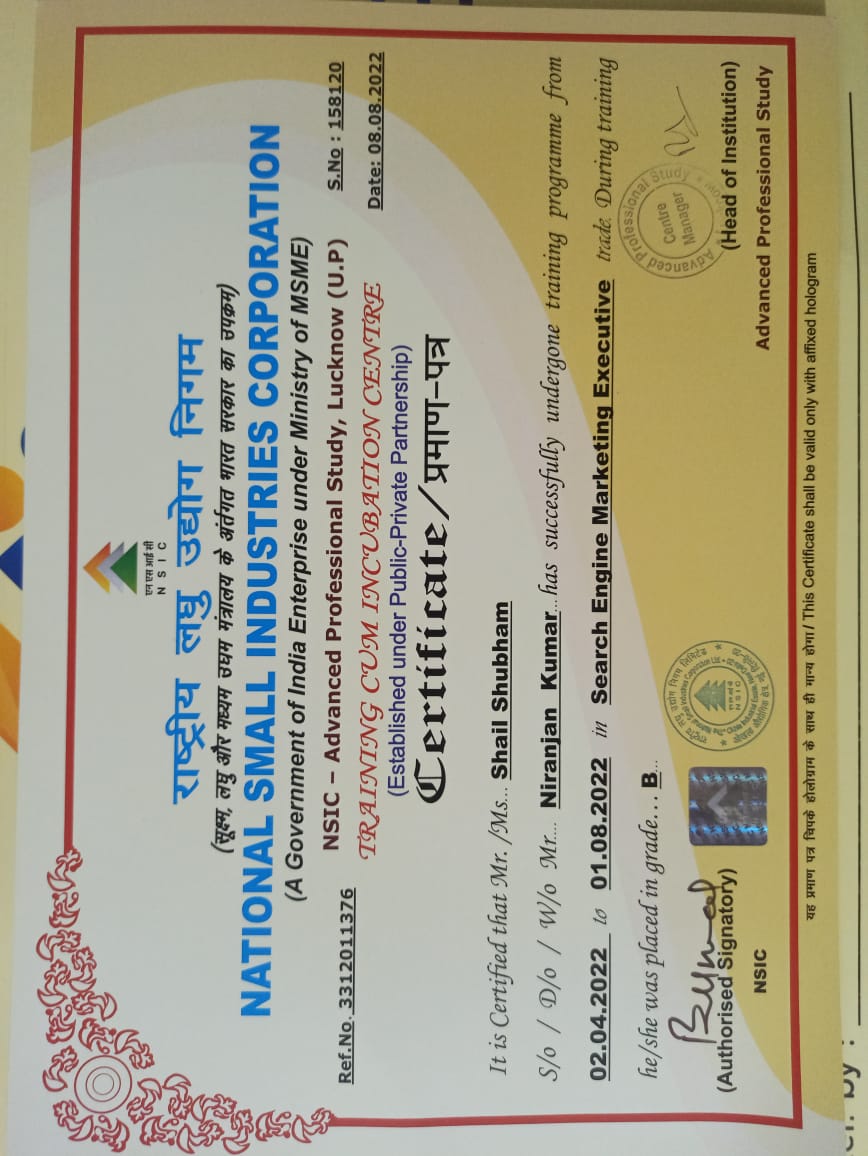 एन एस आई सी
N S I C
राष्ट्रीय लघु उद्योग निगम
(सूक्ष्म, लघु और मध्यम उद्यम मंत्रालय के अंर्तगत भारत सरकार का उपक्रम)
NATIONAL SMALL INDUSTRIES CORPORATION
(A Government of India Enterprise under Ministry of MSME)
Ref.No. 3312011376 NSIC – Advanced Professional Study, Lucknow (U.P) S.No : 158120
TRAINING CUM INCUBATION CENTRE Date: 08.08.2022
(Established under Public-Private Partnership)
Certificate/प्रमाण-पत्र
It is Certified that Mr. /Ms... Shail Shubham
S/o / D/o / W/o Mr.... Niranjan Kumar...has successfully undergone training programme from
02.04.2022 to 01.08.2022 in Search Engine Marketing Executive trade. During training
he/she was placed in grade... B...
Advanced Professional Study
Centre
Manager
NSIC
(Authorised Signatory)
NSIC
(Head of Institution)
Advanced Professional Study
यह प्रमाण पत्र चिपके होलोग्राम के साथ ही मान्य होगा/ This Certificate shall be valid only with affixed hologram
by :